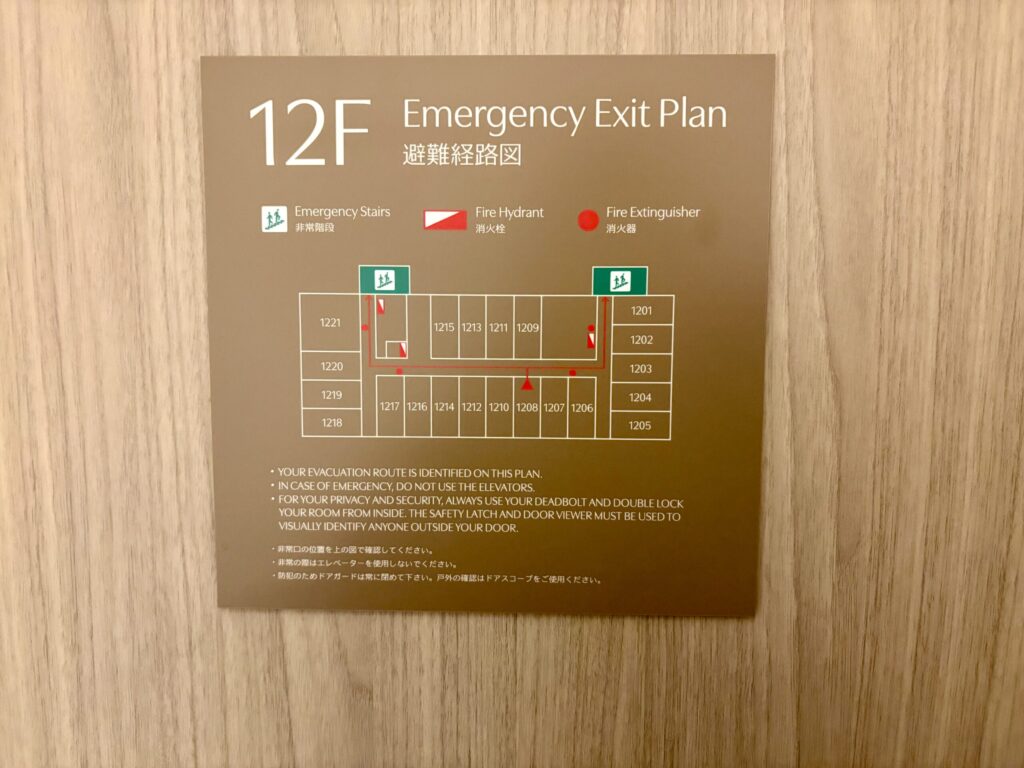 12F
Emergency Exit Plan
避難経路図
Emergency Stairs
非常階段
Fire Hydrant
消火栓
Fire Extinguisher
消火器
1221
1215 1213 1211 1209
1201
1202
1220
1203
1219
1204
1218
1217 1216 1214 1212 1210 1208 1207 1206
1205
• YOUR EVACUATION ROUTE IS IDENTIFIED ON THIS PLAN.
• IN CASE OF EMERGENCY, DO NOT USE THE ELEVATORS.
• FOR YOUR PRIVACY AND SECURITY, ALWAYS USE YOUR DEADBOLT AND DOUBLE LOCK
YOUR ROOM FROM INSIDE. THE SAFETY LATCH AND DOOR VIEWER MUST BE USED TO
VISUALLY IDENTIFY ANYONE OUTSIDE YOUR DOOR.
・非常口の位置を上の図で確認してください。
・非常の際はエレベーターを使用しないでください。
・防犯のためドアガードは常に閉めて下さい。戸外の確認はドアスコープをご使用ください。